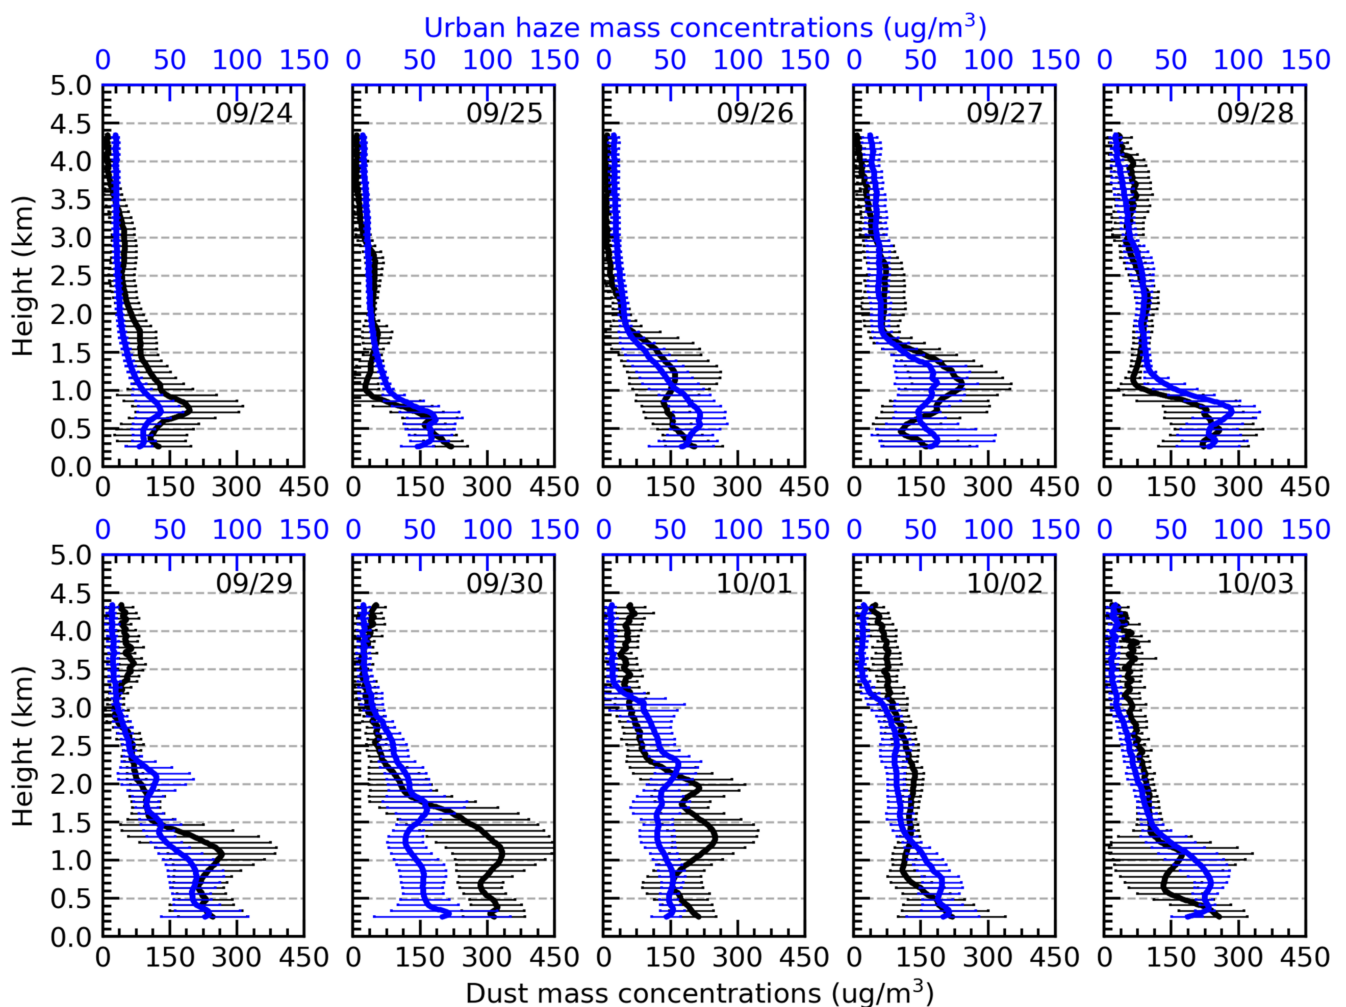 Urban haze mass concentrations (ug/m³)
0 50 100 150 0 50 100 150 0 50 100 150 0 50 100 150 0 50 100 150
5.0 09/24 09/25 09/26 09/27 09/28
4.5
4.0
3.5
3.0
2.5
2.0
1.5
1.0
0.5
0.0
Height (km)
0 150 300 450 0 150 300 450 0 150 300 450 0 150 300 450 0 150 300 450
0 50 100 150 0 50 100 150 0 50 100 150 0 50 100 150 0 50 100 150
5.0 09/29 09/30 10/01 10/02 10/03
4.5
4.0
3.5
3.0
2.5
2.0
1.5
1.0
0.5
0.0
Height (km)
0 150 300 450 0 150 300 450 0 150 300 450 0 150 300 450 0 150 300 450
Dust mass concentrations (ug/m³)